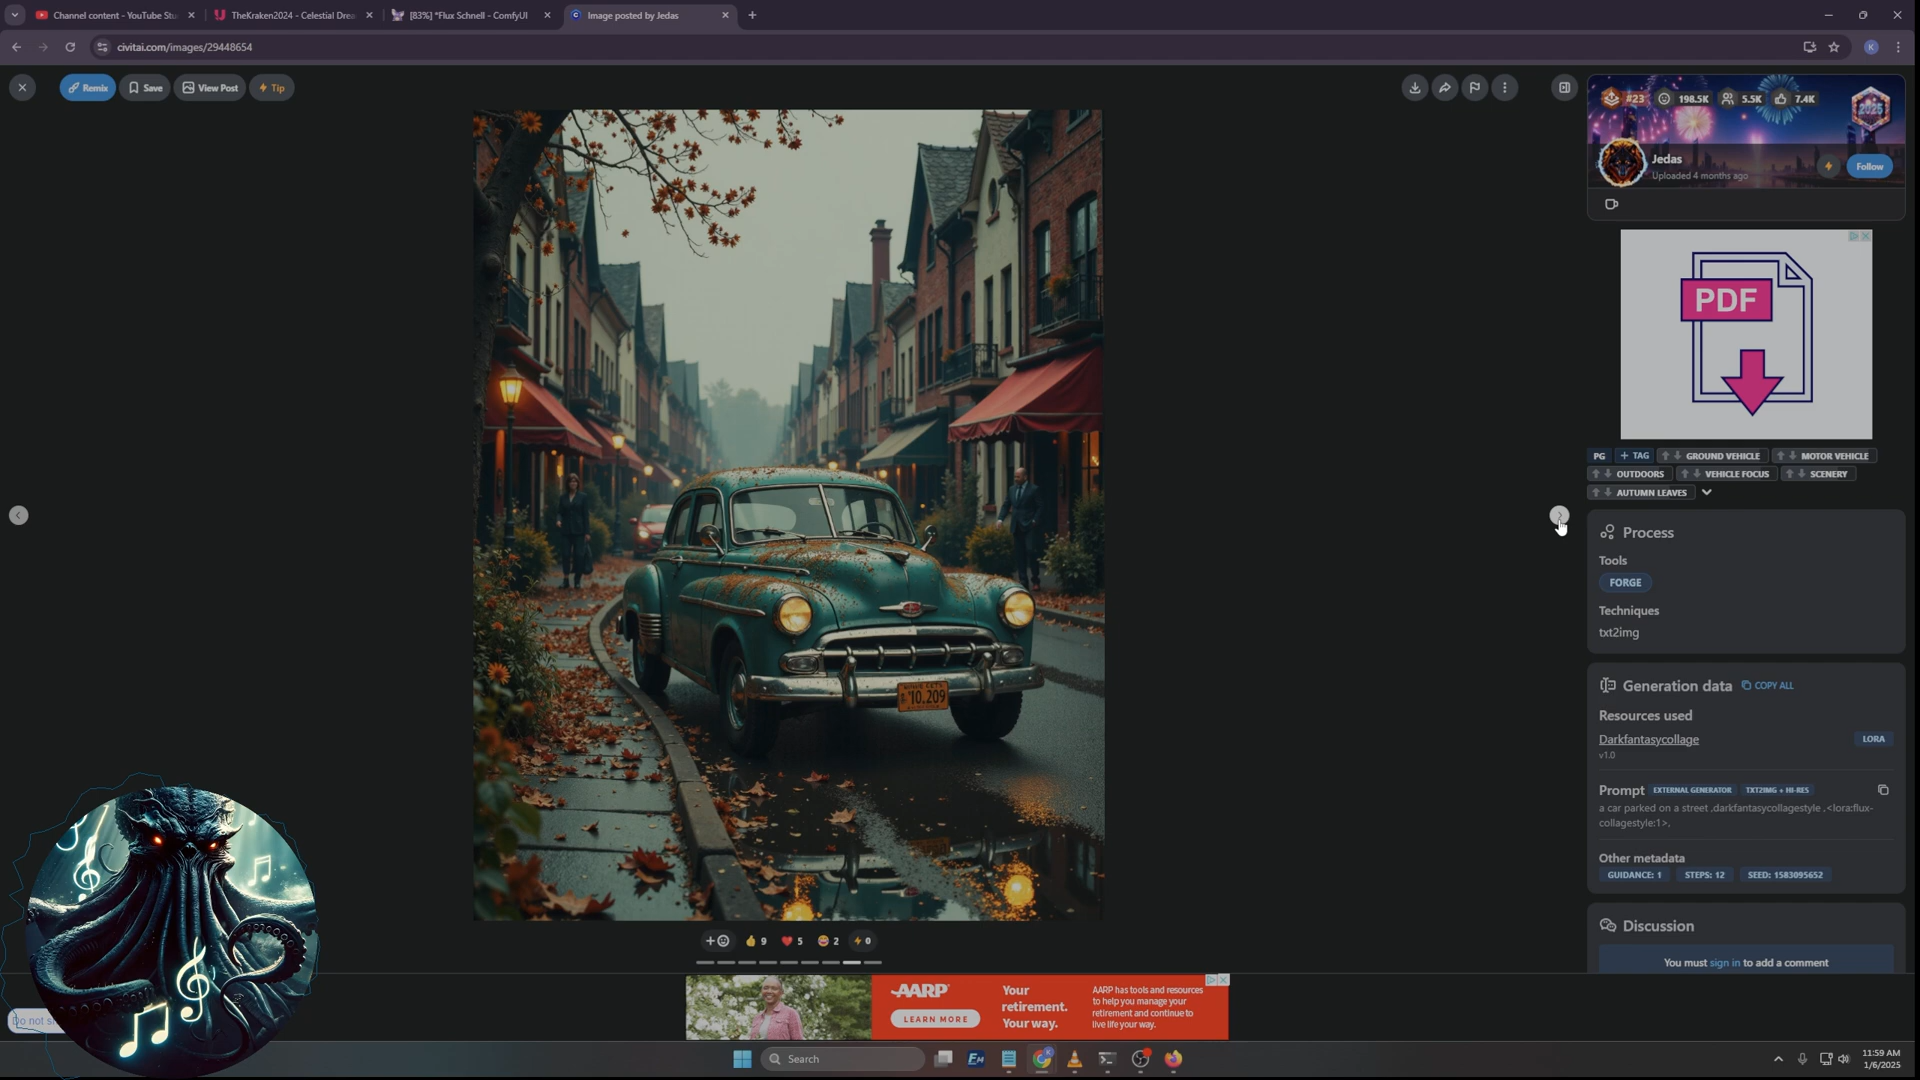 Channel content - YouTube Stu
TheKraken2024 - Celestial Drea
[83%] *Flux Schnell - ComfyUI
Image posted by Jedas
civitai.com/images/29448654
K
Remix
Save
View Post
Tip
#23
198.5K
5.5K
7.4K
2025
Jedas
Uploaded 4 months ago
Follow
PDF
PG
+ TAG
GROUND VEHICLE
MOTOR VEHICLE
OUTDOORS
VEHICLE FOCUS
SCENERY
AUTUMN LEAVES
Process
Tools
FORGE
Techniques
txt2img
Generation data
COPY ALL
Resources used
Darkfantasycollage
LORA
v1.0
Prompt
EXTERNAL GENERATOR
TXT2IMG + HI-RES
a car parked on a street ,darkfantasycollagestyle ,<lora:flux-
collagestyle:1>,
Other metadata
GUIDANCE: 1
STEPS: 12
SEED: 1583095652
Discussion
You must sign in to add a comment
10.209
9
5
2
0
AARP
LEARN MORE
Your
retirement.
Your way.
AARP has tools and resources
to help you manage your
retirement and continue to
live life your way.
Do not s
Search
11:59 AM
1/6/2025